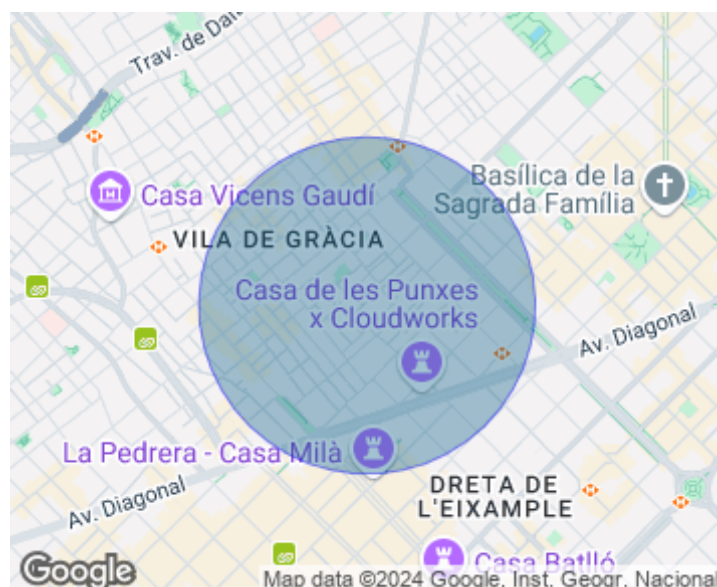 Trav. de Dalt
Casa Vicens Gaudí
Basílica de la
Sagrada Família
VILA DE GRÀCIA
Casa de les Punxes
x Cloudworks
Av. Diagonal
La Pedrera - Casa Milà
DRETA DE
L'EIXAMPLE
Av. Diagonal
Casa Batlló
Google
Map data ©2024 Google, Inst. Geogr. Nacional